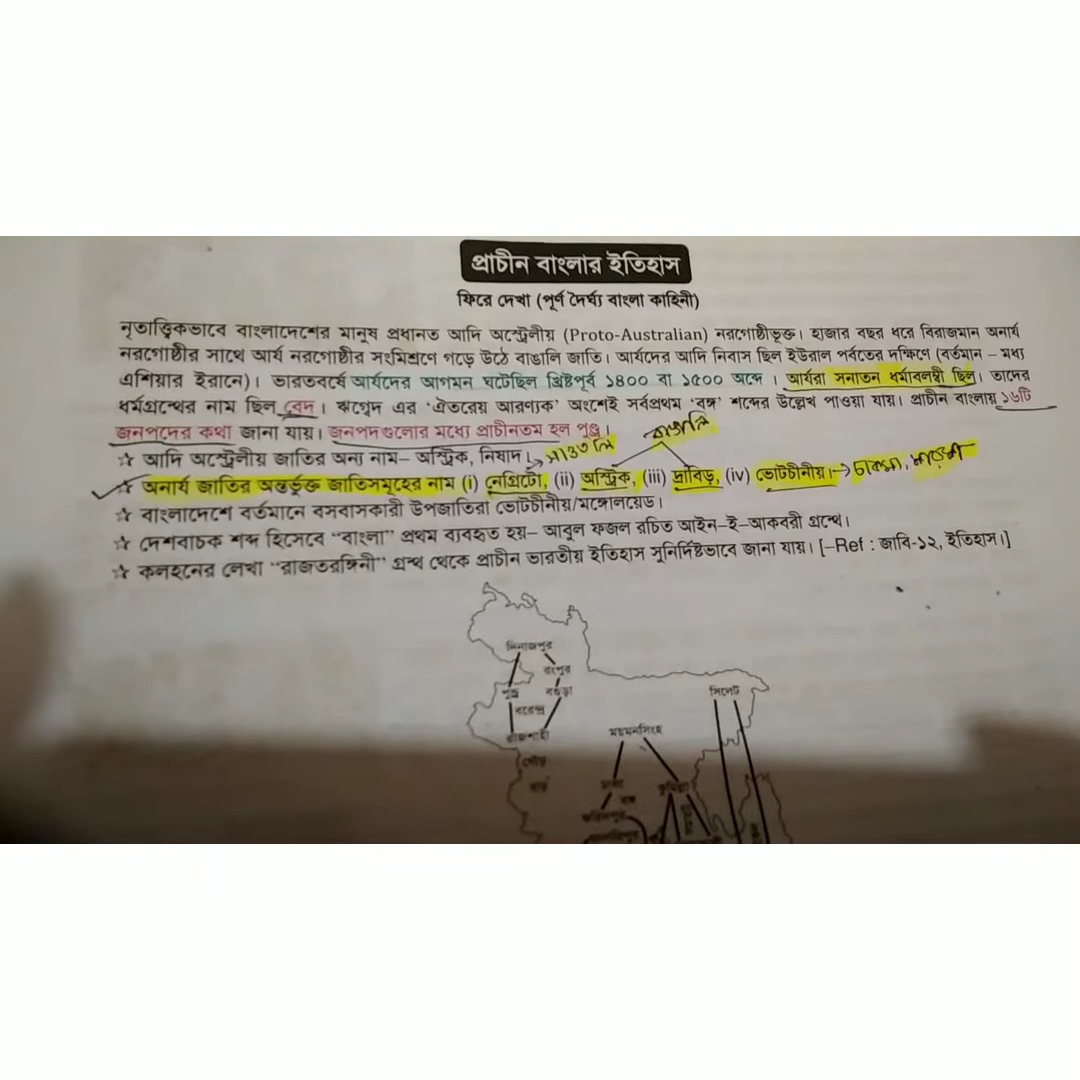 প্রাচীন বাংলার ইতিহাস
ফিরে দেখা (পূর্ণ দৈর্ঘ্য বাংলা কাহিনী)
নৃতাত্ত্বিকভাবে বাংলাদেশের মানুষ প্রধানত আদি অস্ট্রেলীয় (Proto-Australian) নরগোষ্ঠীভুক্ত। হাজার বছর ধরে বিরাজমান অনার্য
নরগোষ্ঠীর সাথে আর্য নরগোষ্ঠীর সংমিশ্রণে গড়ে উঠে বাঙালি জাতি। আর্যদের আদি নিবাস ছিল ইউরাল পর্বতের দক্ষিণে (বর্তমান – মধ্য
এশিয়ার ইরানে)। ভারতবর্ষে আর্যদের আগমন ঘটেছিল খ্রিষ্টপূর্ব ১৪০০ বা ১৫০০ অব্দে । আর্যরা সনাতন ধর্মাবলম্বী ছিল। তাদের
ধর্মগ্রন্থের নাম ছিল বেদ। ঋগ্বেদ এর ‘ঐতরেয় আরণ্যক’ অংশেই সর্বপ্রথম ‘বঙ্গ’ শব্দের উল্লেখ পাওয়া যায়। প্রাচীন বাংলায় ১৬টি
জনপদের কথা জানা যায়। জনপদগুলোর মধ্যে প্রাচীনতম হল পুণ্ড্র।
বাঙালি
☆ আদি অস্ট্রেলীয় জাতির অন্য নাম– অস্ট্রিক, নিষাদ। সাঁওতাল
☆ অনার্য জাতির অন্তর্ভুক্ত জাতিসমূহের নাম (i) নেগ্রিটো, (ii) অস্ট্রিক, (iii) দ্রাবিড়, (iv) ভোটচীনীয়। → চাকমা,
☆ বাংলাদেশে বর্তমানে বসবাসকারী উপজাতিরা ভোটচীনীয়/মঙ্গোলয়েড।
☆ দেশবাচক শব্দ হিসেবে “বাংলা” প্রথম ব্যবহৃত হয়– আবুল ফজল রচিত আইন-ই-আকবরী গ্রন্থে।
☆ কলহনের লেখা “রাজতরঙ্গিনী” গ্রন্থ থেকে প্রাচীন ভারতীয় ইতিহাস সুনির্দিষ্টভাবে জানা যায়। [–Ref : জাবি-১২, ইতিহাস।]
দিনাজপুর
রংপুর
পুণ্ড্র বগুড়া সিলেট
বরেন্দ্র
রাজশাহী ময়মনসিংহ
গৌড়
রাঢ় ঢাকা কুমিল্লা
বঙ্গ
ফরিদপুর